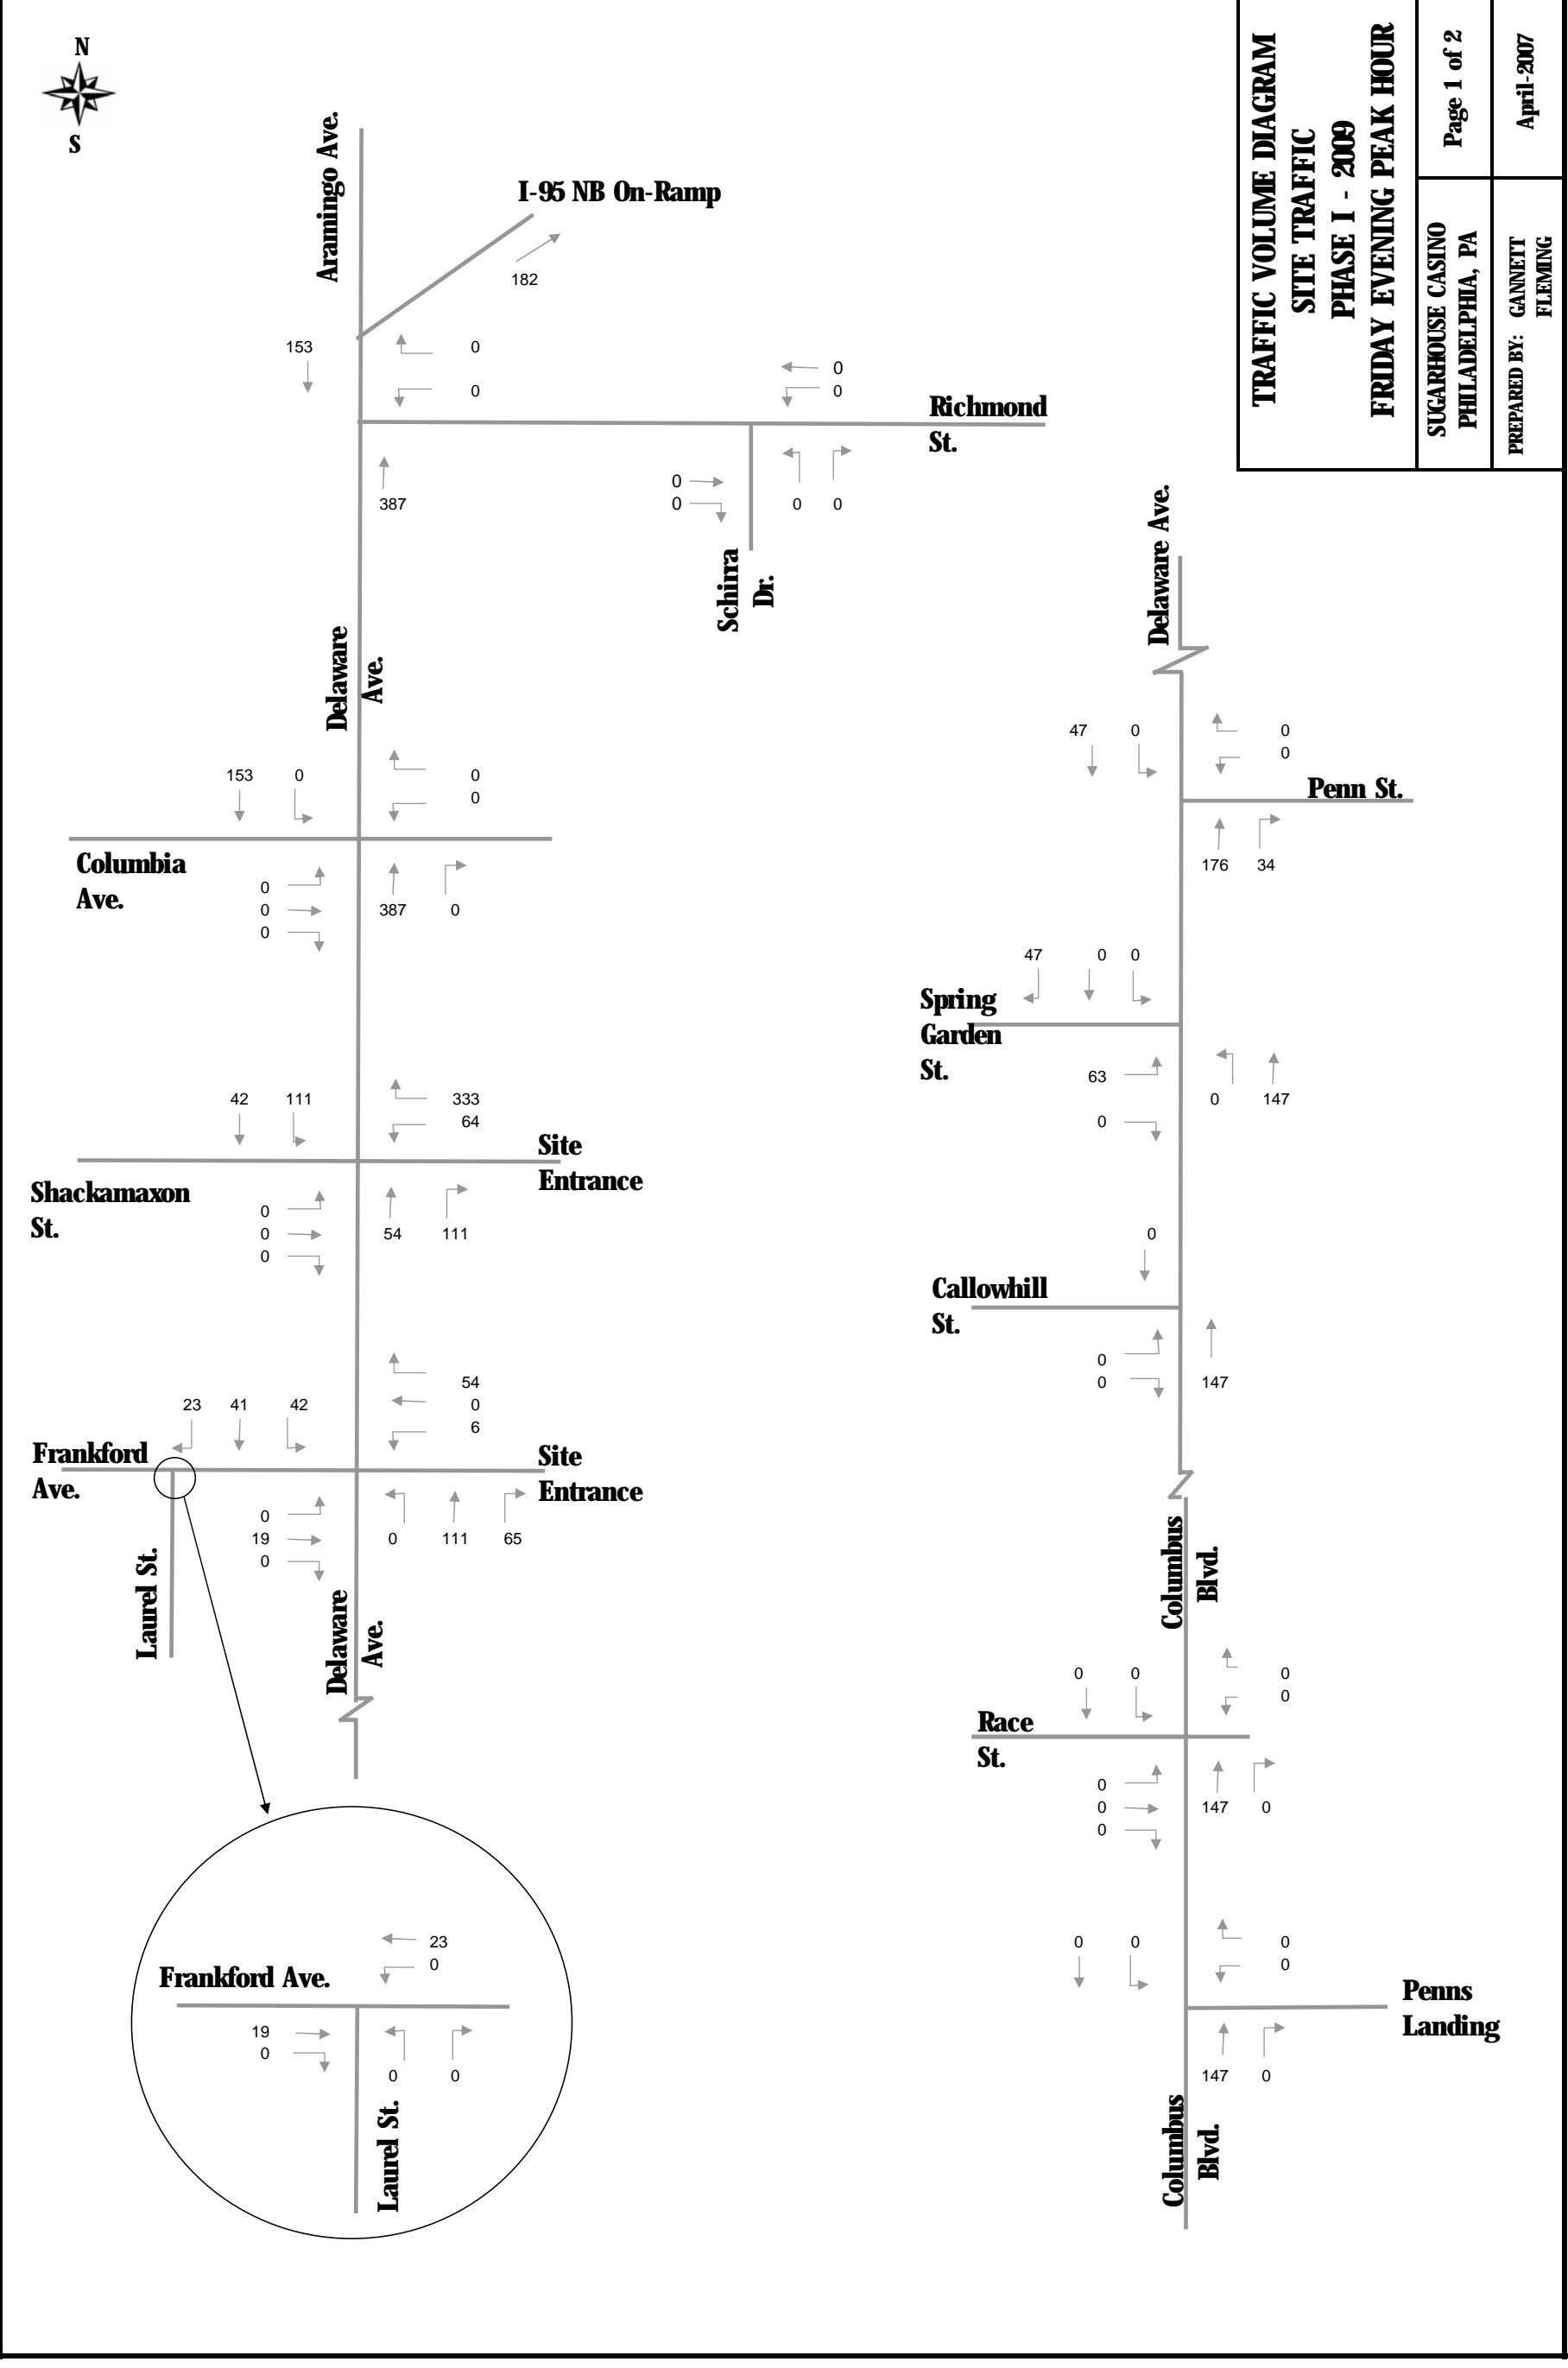 TRAFFIC VOLUME DIAGRAM
SITE TRAFFIC
PHASE I - 2009
FRIDAY EVENING PEAK HOUR
SUGARHOUSE CASINO
PHILADELPHIA, PA
Page 1 of 2
PREPARED BY: GANNETT
FLEMING
April-2007
N
S
Aramingo Ave.
I-95 NB On-Ramp
182
153
0
0
387
0
0
Richmond
St.
0
0
0 0
Schirra
Dr.
Delaware
Ave.
153 0
0
0
Columbia
Ave.
0
0
0
387 0
42 111
333
64
Site
Entrance
Shackamaxon
St.
0
0
0
54 111
23 41 42
54
0
6
Frankford
Ave.
Site
Entrance
0
19
0
0 111 65
Laurel St.
Delaware
Ave.
23
0
Frankford Ave.
19
0
0 0
Laurel St.
Delaware Ave.
47 0
0
0
Penn St.
176 34
47 0 0
Spring
Garden
St.
63
0
0 147
0
Callowhill
St.
0
0
147
Columbus
Blvd.
0 0
0
0
Race
St.
0
0
0
147 0
0 0
0
0
Penns
Landing
147 0
Columbus
Blvd.